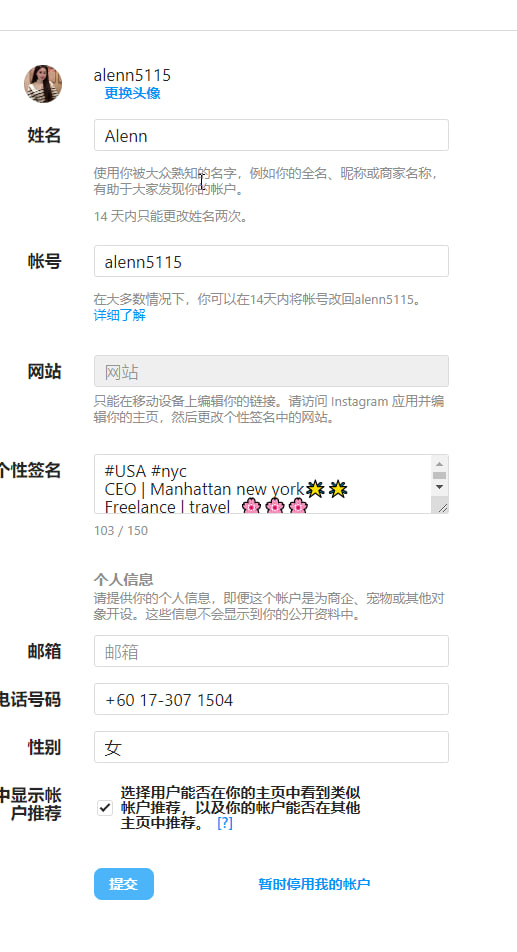 alenn5115
更换头像
姓名
Alenn
使用你被大众熟知的名字，例如你的全名、昵称或商家名称，
有助于大家发现你的帐户。
14 天内只能更改姓名两次。
帐号
alenn5115
在大多数情况下，你可以在14天内将帐号改回alenn5115。
详细了解
网站
网站
只能在移动设备上编辑你的链接。请访问 Instagram 应用并编
辑你的主页，然后更改个性签名中的网站。
个性签名
#USA #nyc
CEO | Manhattan new york🌟🌟
Freelance | travel 🌸🌸🌸
103 / 150
个人信息
请提供你的个人信息，即便这个帐户是为商企、宠物或其他对
象开设。这些信息不会显示到你的公开资料中。
邮箱
邮箱
电话号码
+60 17-307 1504
性别
女
中显示帐
户推荐
选择用户能否在你的主页中看到类似
帐户推荐，以及你的帐户能否在其他
主页中推荐。 [?]
提交
暂时停用我的帐户